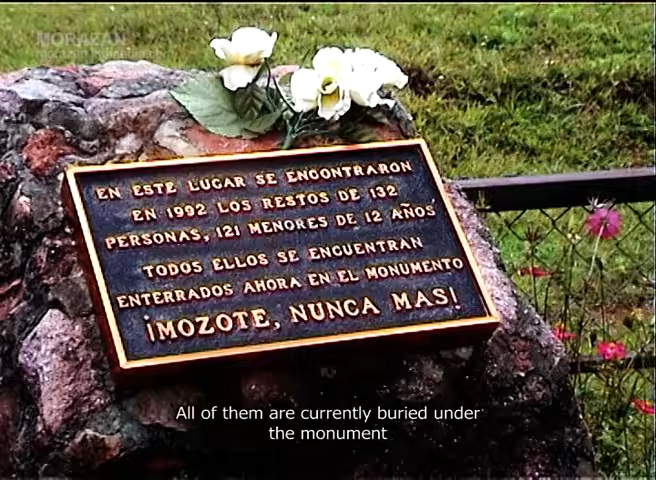 MORAZÁN
EN ESTE LUGAR SE ENCONTRARON
EN 1992 LOS RESTOS DE 132
PERSONAS, 121 MENORES DE 12 AÑOS
TODOS ELLOS SE ENCUENTRAN
ENTERRADOS AHORA EN EL MONUMENTO
¡MOZOTE, NUNCA MAS!
All of them are currently buried under
the monument